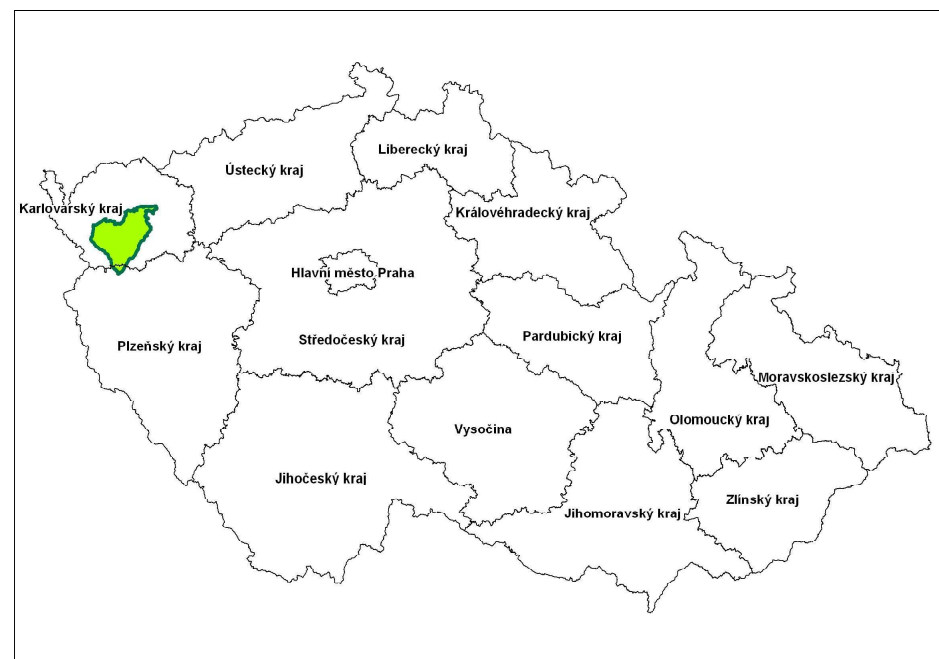 Liberecký kraj
Ústecký kraj
Karlovarský kraj
Královéhradecký kraj
Hlavní město Praha
Středočeský kraj
Pardubický kraj
Plzeňský kraj
Moravskoslezský kraj
Olomoucký kraj
Vysočina
Jihočeský kraj
Zlínský kraj
Jihomoravský kraj